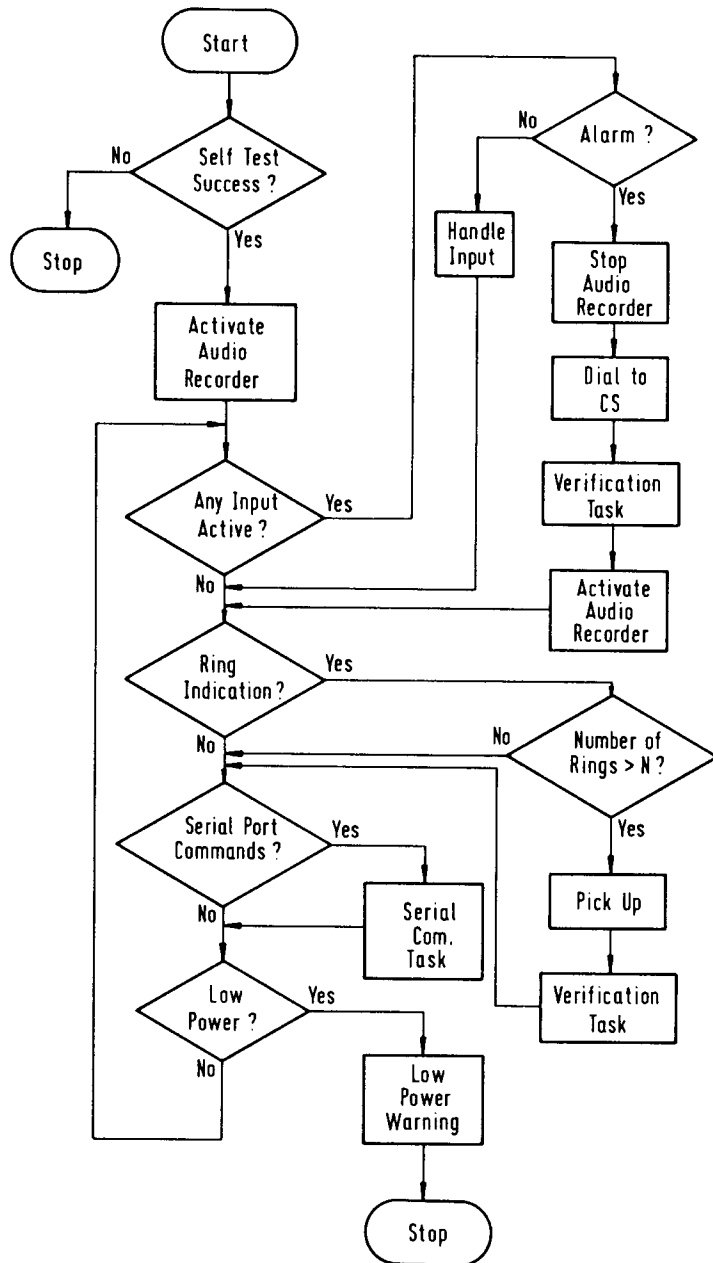 Start
Self Test
Success ?
No
Yes
Stop
Activate
Audio
Recorder
Any Input
Active ?
Yes
No
Alarm ?
No
Yes
Handle
Input
Stop
Audio
Recorder
Dial to
CS
Verification
Task
Activate
Audio
Recorder
Ring
Indication ?
Yes
No
Number of
Rings > N ?
No
Yes
Pick Up
Verification
Task
Serial Port
Commands ?
Yes
No
Serial
Com.
Task
Low
Power ?
Yes
No
Low
Power
Warning
Stop